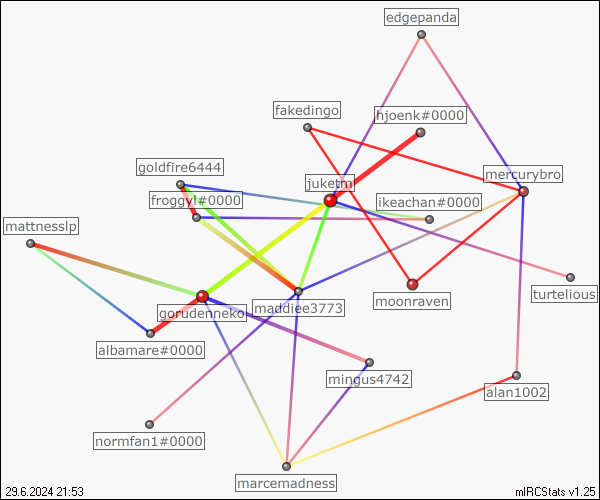 edgepanda
fakedingo
hjoenk#0000
goldfire6444
mercurybro
juketni
froggyl#0000
ikeachan#0000
mattnesslp
turtelious
moonraven
maddiee3773
gorudenneko
albamare#0000
mingus4742
alan1002
normfan1#0000
marcemadness
29.6.2024 21:53
mIRCStats v1.25